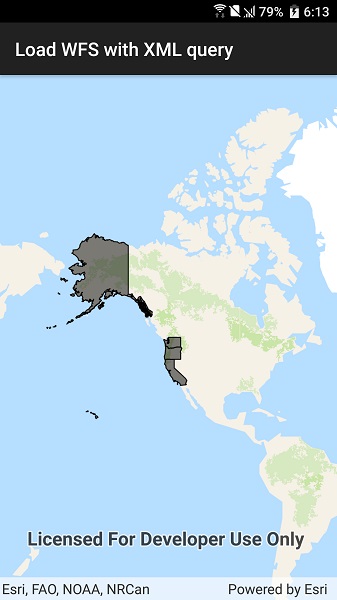 79% 6:13
Load WFS with XML query
Licensed For Developer Use Only
Esri, FAO, NOAA, NRCan Powered by Esri